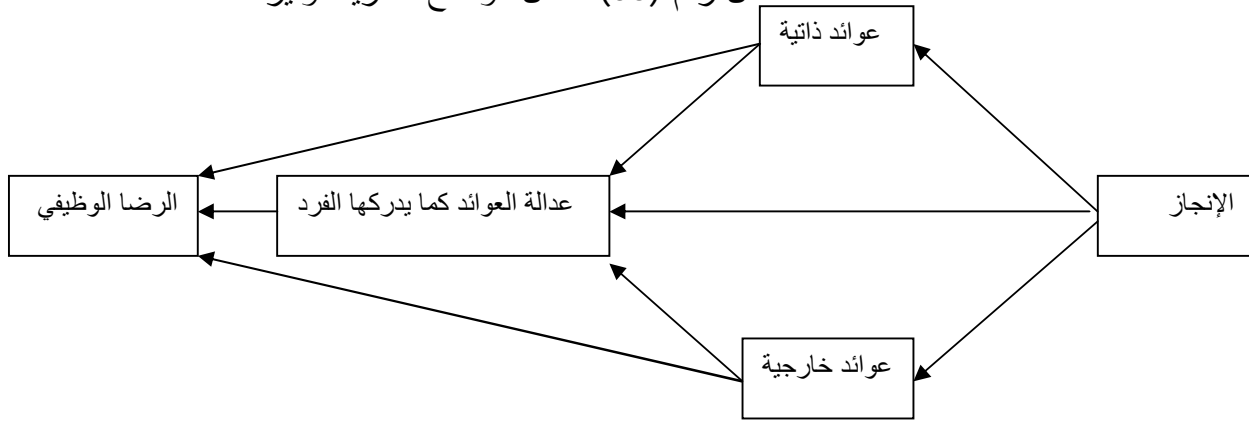 عوائد ذاتية
الإنجاز
عدالة العوائد كما يدركها الفرد
الرضا الوظيفي
عوائد خارجية